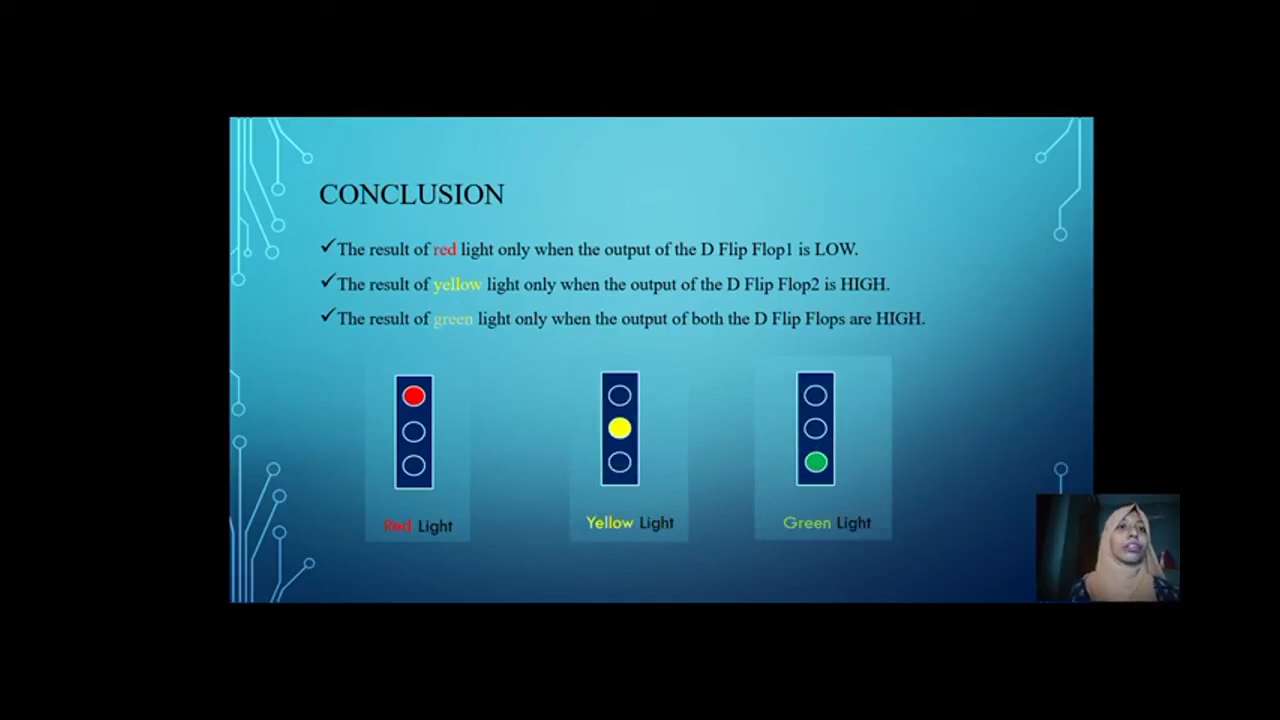 CONCLUSION
✓The result of red light only when the output of the D Flip Flop1 is LOW.
✓The result of yellow light only when the output of the D Flip Flop2 is HIGH.
✓The result of green light only when the output of both the D Flip Flops are HIGH.
Red Light
Yellow Light
Green Light